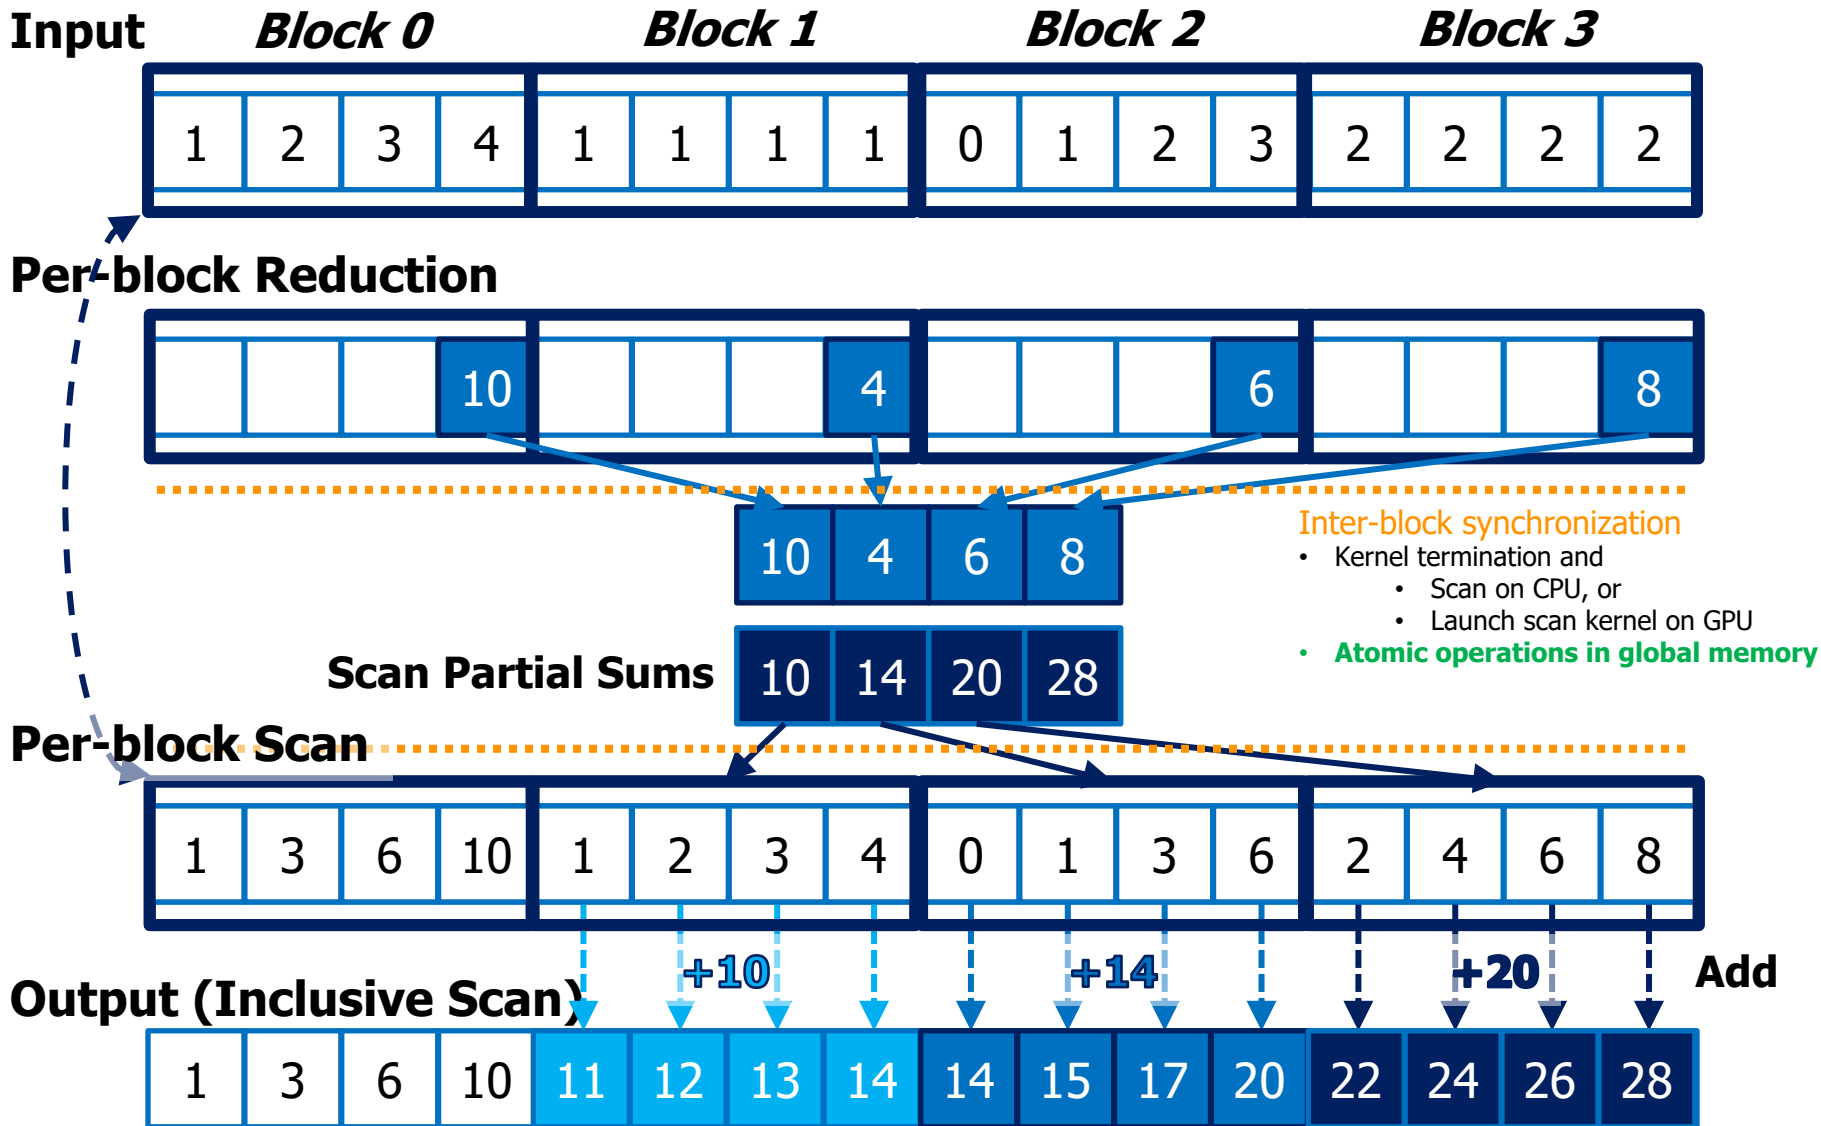 Input Block 0 Block 1 Block 2 Block 3
1 2 3 4 1 1 1 1 0 1 2 3 2 2 2 2
Per-block Reduction
10 4 6 8
10 4 6 8
Inter-block synchronization
• Kernel termination and
• Scan on CPU, or
• Launch scan kernel on GPU
• Atomic operations in global memory
Scan Partial Sums 10 14 20 28
Per-block Scan
1 3 6 10 1 2 3 4 0 1 3 6 2 4 6 8
+10 +14 +20 Add
Output (Inclusive Scan)
1 3 6 10 11 12 13 14 14 15 17 20 22 24 26 28